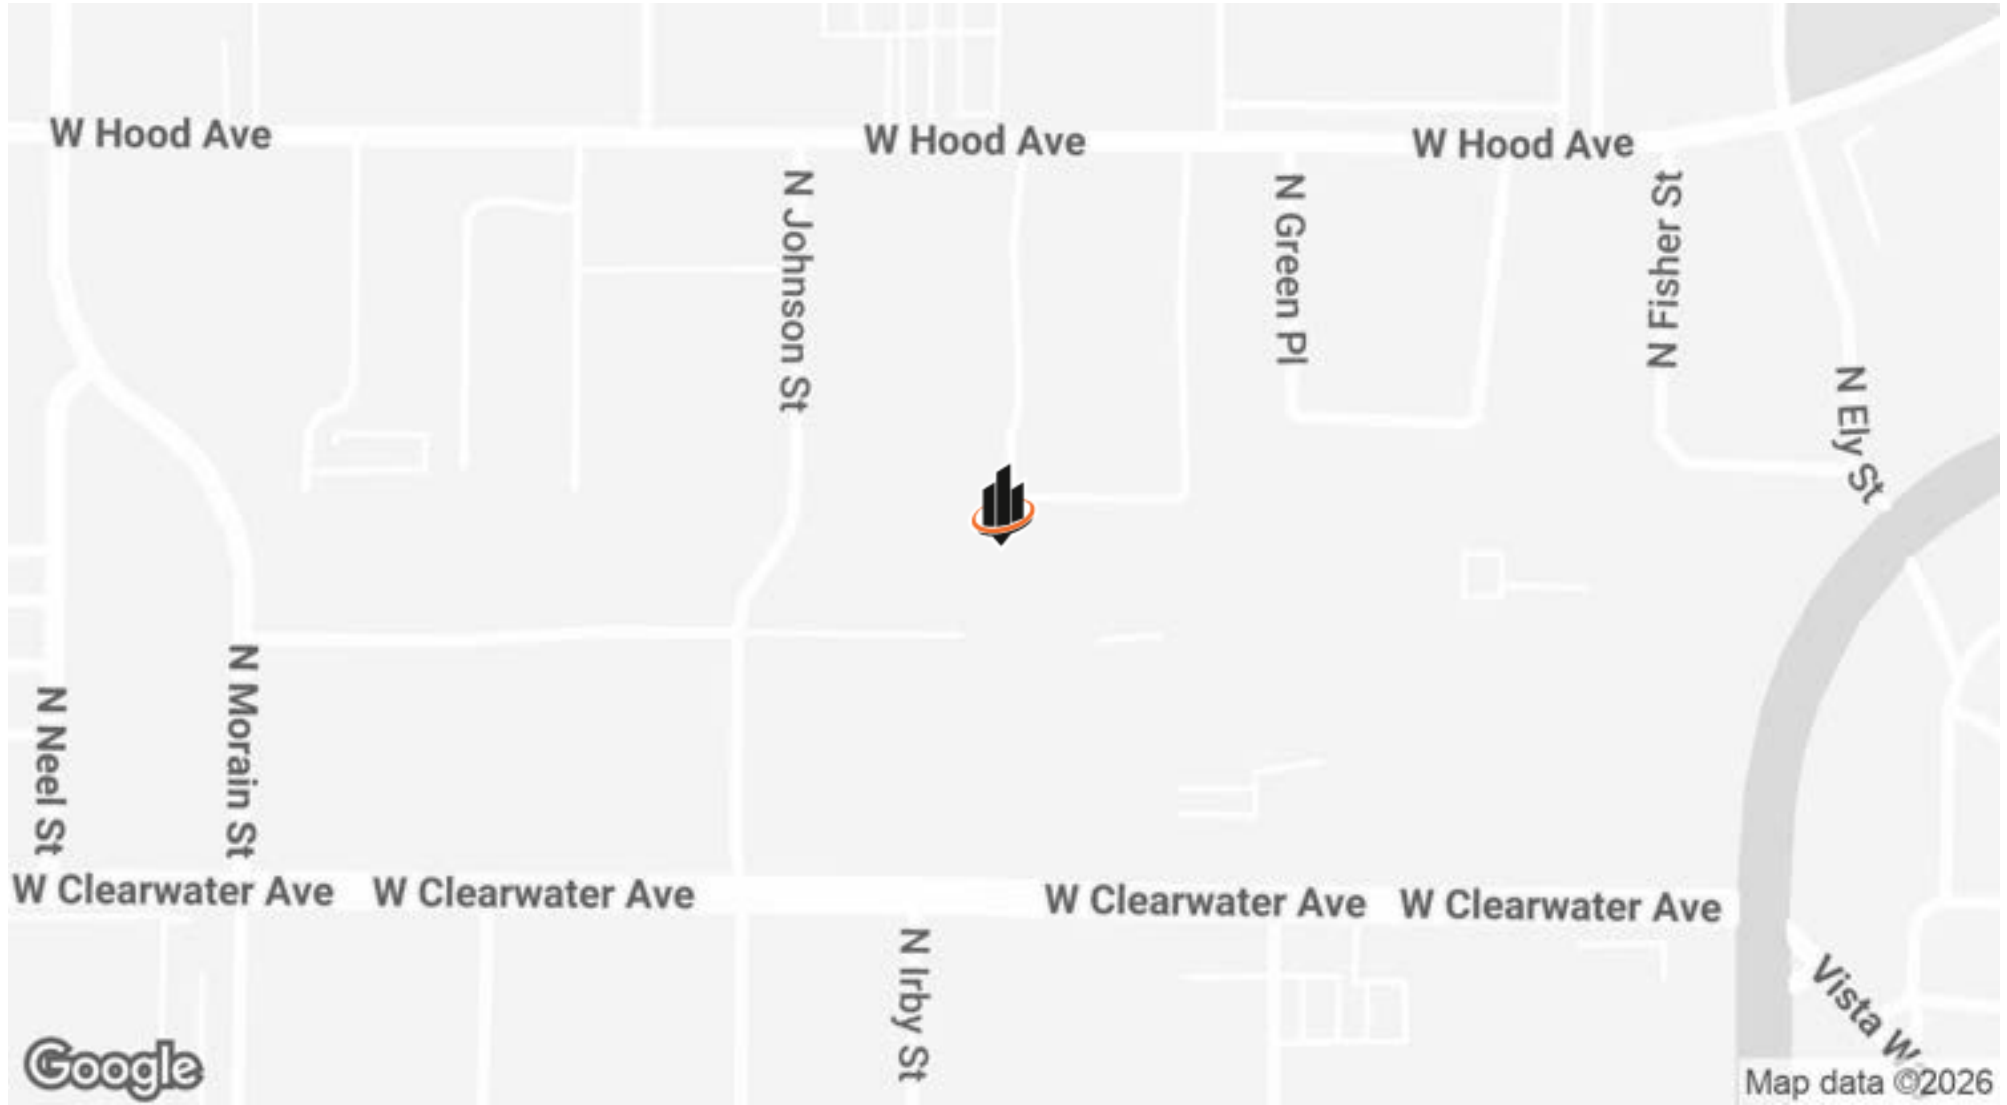 W Hood Ave
W Hood Ave
W Hood Ave
N Johnson St
N Green Pl
N Fisher St
N Ely St
N Neel St
N Morain St
W Clearwater Ave
W Clearwater Ave
W Clearwater Ave
W Clearwater Ave
N Irby St
Vista
Google
Map data ©2026